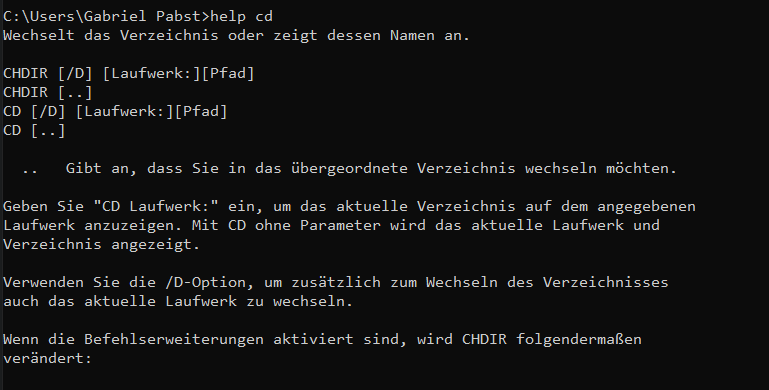 C:\Users\Gabriel Pabst>help cd
Wechselt das Verzeichnis oder zeigt dessen Namen an.
CHDIR [/D] [Laufwerk:][Pfad]
CHDIR [..]
CD [/D] [Laufwerk:][Pfad]
CD [..]
.. Gibt an, dass Sie in das übergeordnete Verzeichnis wechseln möchten.
Geben Sie "CD Laufwerk:" ein, um das aktuelle Verzeichnis auf dem angegebenen
Laufwerk anzuzeigen. Mit CD ohne Parameter wird das aktuelle Laufwerk und
Verzeichnis angezeigt.
Verwenden Sie die /D-Option, um zusätzlich zum Wechseln des Verzeichnisses
auch das aktuelle Laufwerk zu wechseln.
Wenn die Befehlserweiterungen aktiviert sind, wird CHDIR folgendermaßen
verändert: